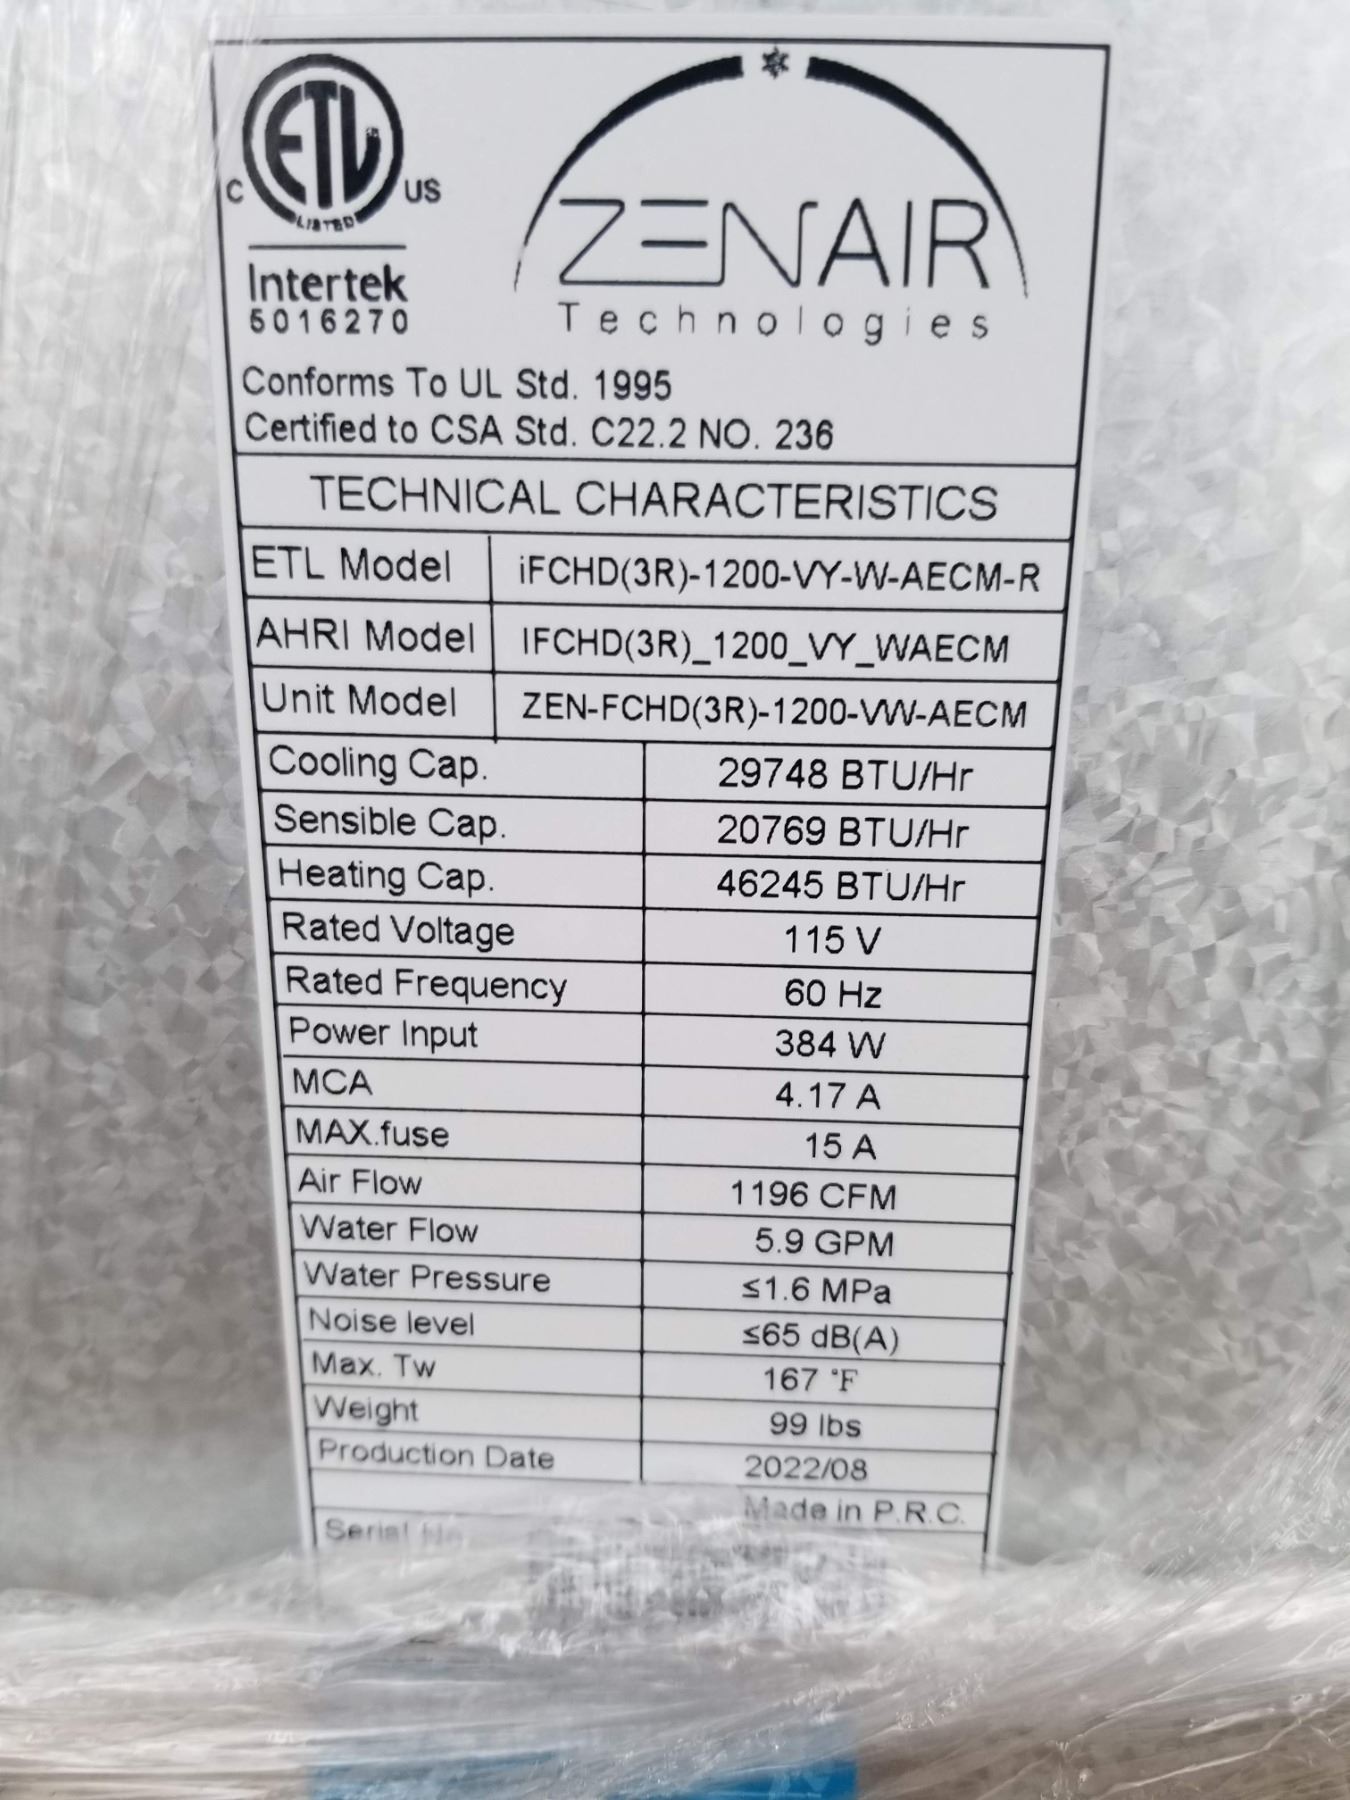 ETL
C US
LISTED
Intertek
5016270
ZENAIR
Technologies
Conforms To UL Std. 1995
Certified to CSA Std. C22.2 NO. 236
TECHNICAL CHARACTERISTICS
ETL Model iFCHD(3R)-1200-VY-W-AECM-R
AHRI Model IFCHD(3R)_1200_VY_WAECM
Unit Model ZEN-FCHD(3R)-1200-VW-AECM
Cooling Cap. 29748 BTU/Hr
Sensible Cap. 20769 BTU/Hr
Heating Cap. 46245 BTU/Hr
Rated Voltage 115 V
Rated Frequency 60 Hz
Power Input 384 W
MCA 4.17 A
MAX.fuse 15 A
Air Flow 1196 CFM
Water Flow 5.9 GPM
Water Pressure ≤1.6 MPa
Noise level ≤65 dB(A)
Max. Tw 167 °F
Weight 99 lbs
Production Date 2022/08
Made in P.R.C.
Serial